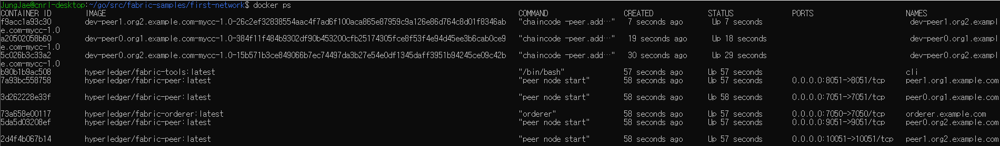 JungJae@cnrl-desktop:~/go/src/fabric-samples/first-network$ docker ps
CONTAINER ID        IMAGE                                                                                                  COMMAND                  CREATED             STATUS              PORTS                      NAMES
f9acc1a93c30        dev-peer1.org2.example.com-mycc-1.0-26c2ef32838554aac4f7ad6f100aca865e87959c9a126e86d764c8d01f8346ab   "chaincode -peer.add…"   7 seconds ago       Up 7 seconds                                   dev-peer1.org2.exampl
e.com-mycc-1.0
a20502058b60        dev-peer0.org1.example.com-mycc-1.0-384f11f484b9302df90b453200cfb25174305fce8f53f4e94d45ee3b6cab0ce9   "chaincode -peer.add…"   19 seconds ago      Up 18 seconds                                  dev-peer0.org1.exampl
e.com-mycc-1.0
5c026b3c33a2        dev-peer0.org2.example.com-mycc-1.0-15b571b3ce849066b7ec74497da3b27e54e0df1345daff3951b94245ce09c42b   "chaincode -peer.add…"   30 seconds ago      Up 29 seconds                                  dev-peer0.org2.exampl
e.com-mycc-1.0
b90b1b9ac508        hyperledger/fabric-tools:latest                                                                        "/bin/bash"              57 seconds ago      Up 57 seconds                                  cli
7a93bc558758        hyperledger/fabric-peer:latest                                                                         "peer node start"        58 seconds ago      Up 57 seconds       0.0.0.0:8051->8051/tcp     peer1.org1.example.com
3d262228e33f        hyperledger/fabric-peer:latest                                                                         "peer node start"        58 seconds ago      Up 58 seconds       0.0.0.0:7051->7051/tcp     peer0.org1.example.com
73a658e00117        hyperledger/fabric-orderer:latest                                                                      "orderer"                58 seconds ago      Up 57 seconds       0.0.0.0:7050->7050/tcp     orderer.example.com
5da5d03208ef        hyperledger/fabric-peer:latest                                                                         "peer node start"        58 seconds ago      Up 57 seconds       0.0.0.0:9051->9051/tcp     peer0.org2.example.com
2d4f4b067b14        hyperledger/fabric-peer:latest                                                                         "peer node start"        58 seconds ago      Up 57 seconds       0.0.0.0:10051->10051/tcp   peer1.org2.example.com